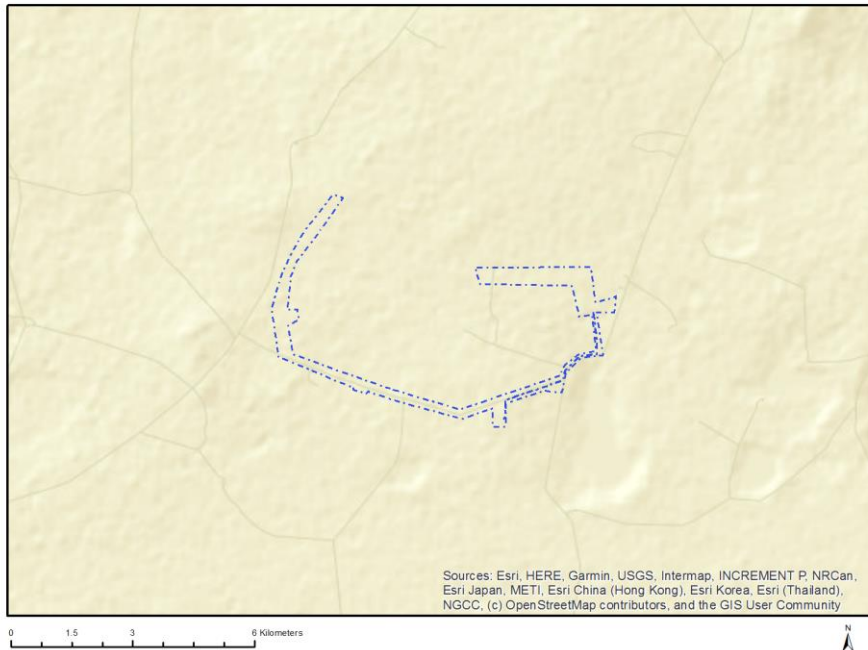 Sources: Esri, HERE, Garmin, USGS, Intermap, INCREMENT P, NRCan,
Esri Japan, METI, Esri China (Hong Kong), Esri Korea, Esri (Thailand),
NGCC, (c) OpenStreetMap contributors, and the GIS User Community
0 1.5 3 6 Kilometers
N